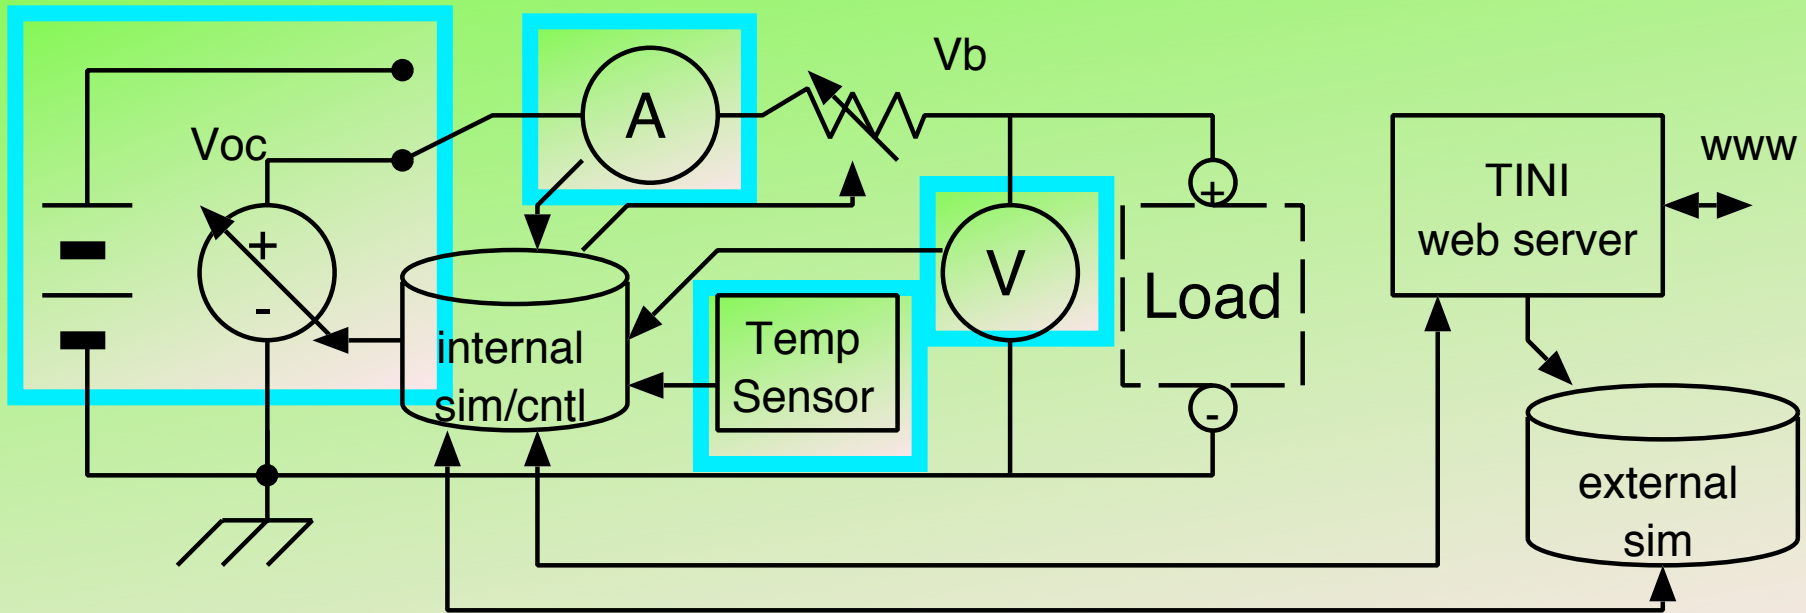 Vb
Voc
A
+
-
V
Temp
Sensor
internal
sim/cntl
+
Load
-
TINI
web server
www
external
sim